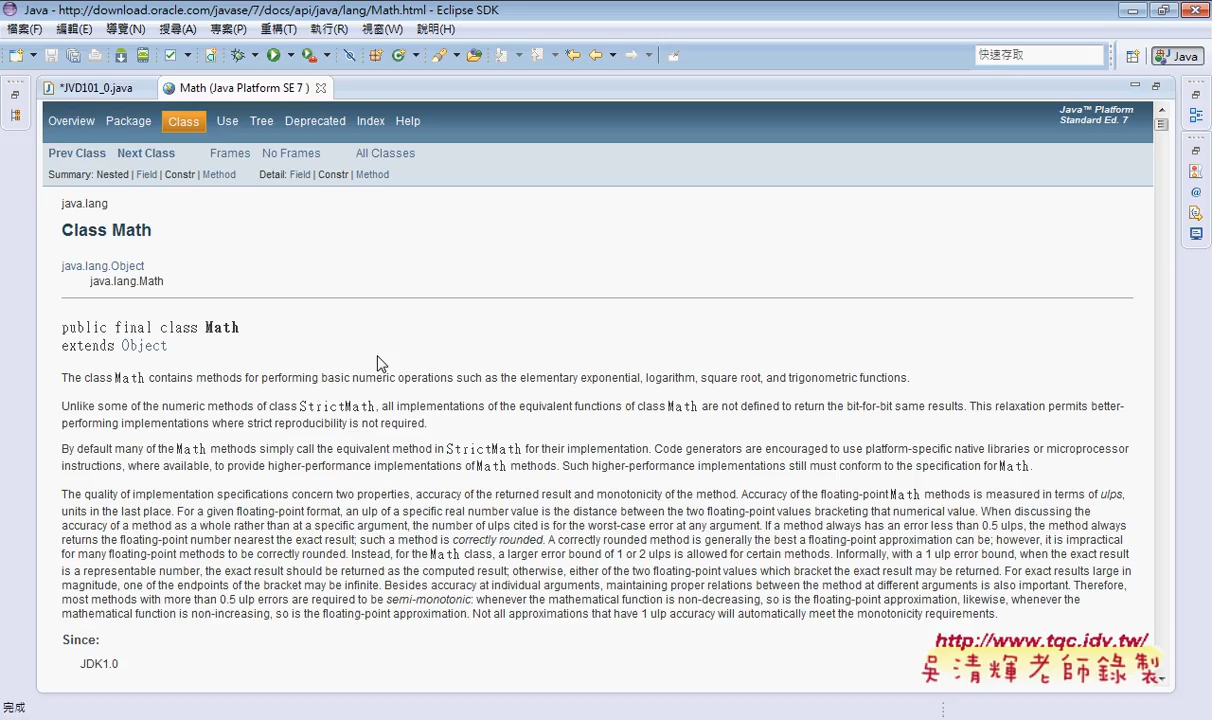 Java - http://download.oracle.com/javase/7/docs/api/java/lang/Math.html - Eclipse SDK
檔案(F) 編輯(E) 導覽(N) 搜尋(A) 專案(P) 重構(T) 執行(R) 視窗(W) 說明(H)
快速存取 Java
*JVD101_0.java Math (Java Platform SE 7 )
Overview Package Class Use Tree Deprecated Index Help
Java™ Platform
Standard Ed. 7
Prev Class Next Class Frames No Frames All Classes
Summary: Nested | Field | Constr | Method Detail: Field | Constr | Method
java.lang
Class Math
java.lang.Object
java.lang.Math
public final class Math
extends Object
The class Math contains methods for performing basic numeric operations such as the elementary exponential, logarithm, square root, and trigonometric functions.
Unlike some of the numeric methods of class StrictMath, all implementations of the equivalent functions of class Math are not defined to return the bit-for-bit same results. This relaxation permits better-
performing implementations where strict reproducibility is not required.
By default many of the Math methods simply call the equivalent method in StrictMath for their implementation. Code generators are encouraged to use platform-specific native libraries or microprocessor
instructions, where available, to provide higher-performance implementations of Math methods. Such higher-performance implementations still must conform to the specification for Math.
The quality of implementation specifications concern two properties, accuracy of the returned result and monotonicity of the method. Accuracy of the floating-point Math methods is measured in terms of ulps,
units in the last place. For a given floating-point format, an ulp of a specific real number value is the distance between the two floating-point values bracketing that numerical value. When discussing the
accuracy of a method as a whole rather than at a specific argument, the number of ulps cited is for the worst-case error at any argument. If a method always has an error less than 0.5 ulps, the method always
returns the floating-point number nearest the exact result; such a method is correctly rounded. A correctly rounded method is generally the best a floating-point approximation can be; however, it is impractical
for many floating-point methods to be correctly rounded. Instead, for the Math class, a larger error bound of 1 or 2 ulps is allowed for certain methods. Informally, with a 1 ulp error bound, when the exact result
is a representable number, the exact result should be returned as the computed result; otherwise, either of the two floating-point values which bracket the exact result may be returned. For exact results large in
magnitude, one of the endpoints of the bracket may be infinite. Besides accuracy at individual arguments, maintaining proper relations between the method at different arguments is also important. Therefore,
most methods with more than 0.5 ulp errors are required to be semi-monotonic: whenever the mathematical function is non-decreasing, so is the floating-point approximation, likewise, whenever the
mathematical function is non-increasing, so is the floating-point approximation. Not all approximations that have 1 ulp accuracy will automatically meet the monotonicity requirements.
Since:
JDK1.0
http://www.tqc.idv.tw/
吳清輝老師錄製
完成